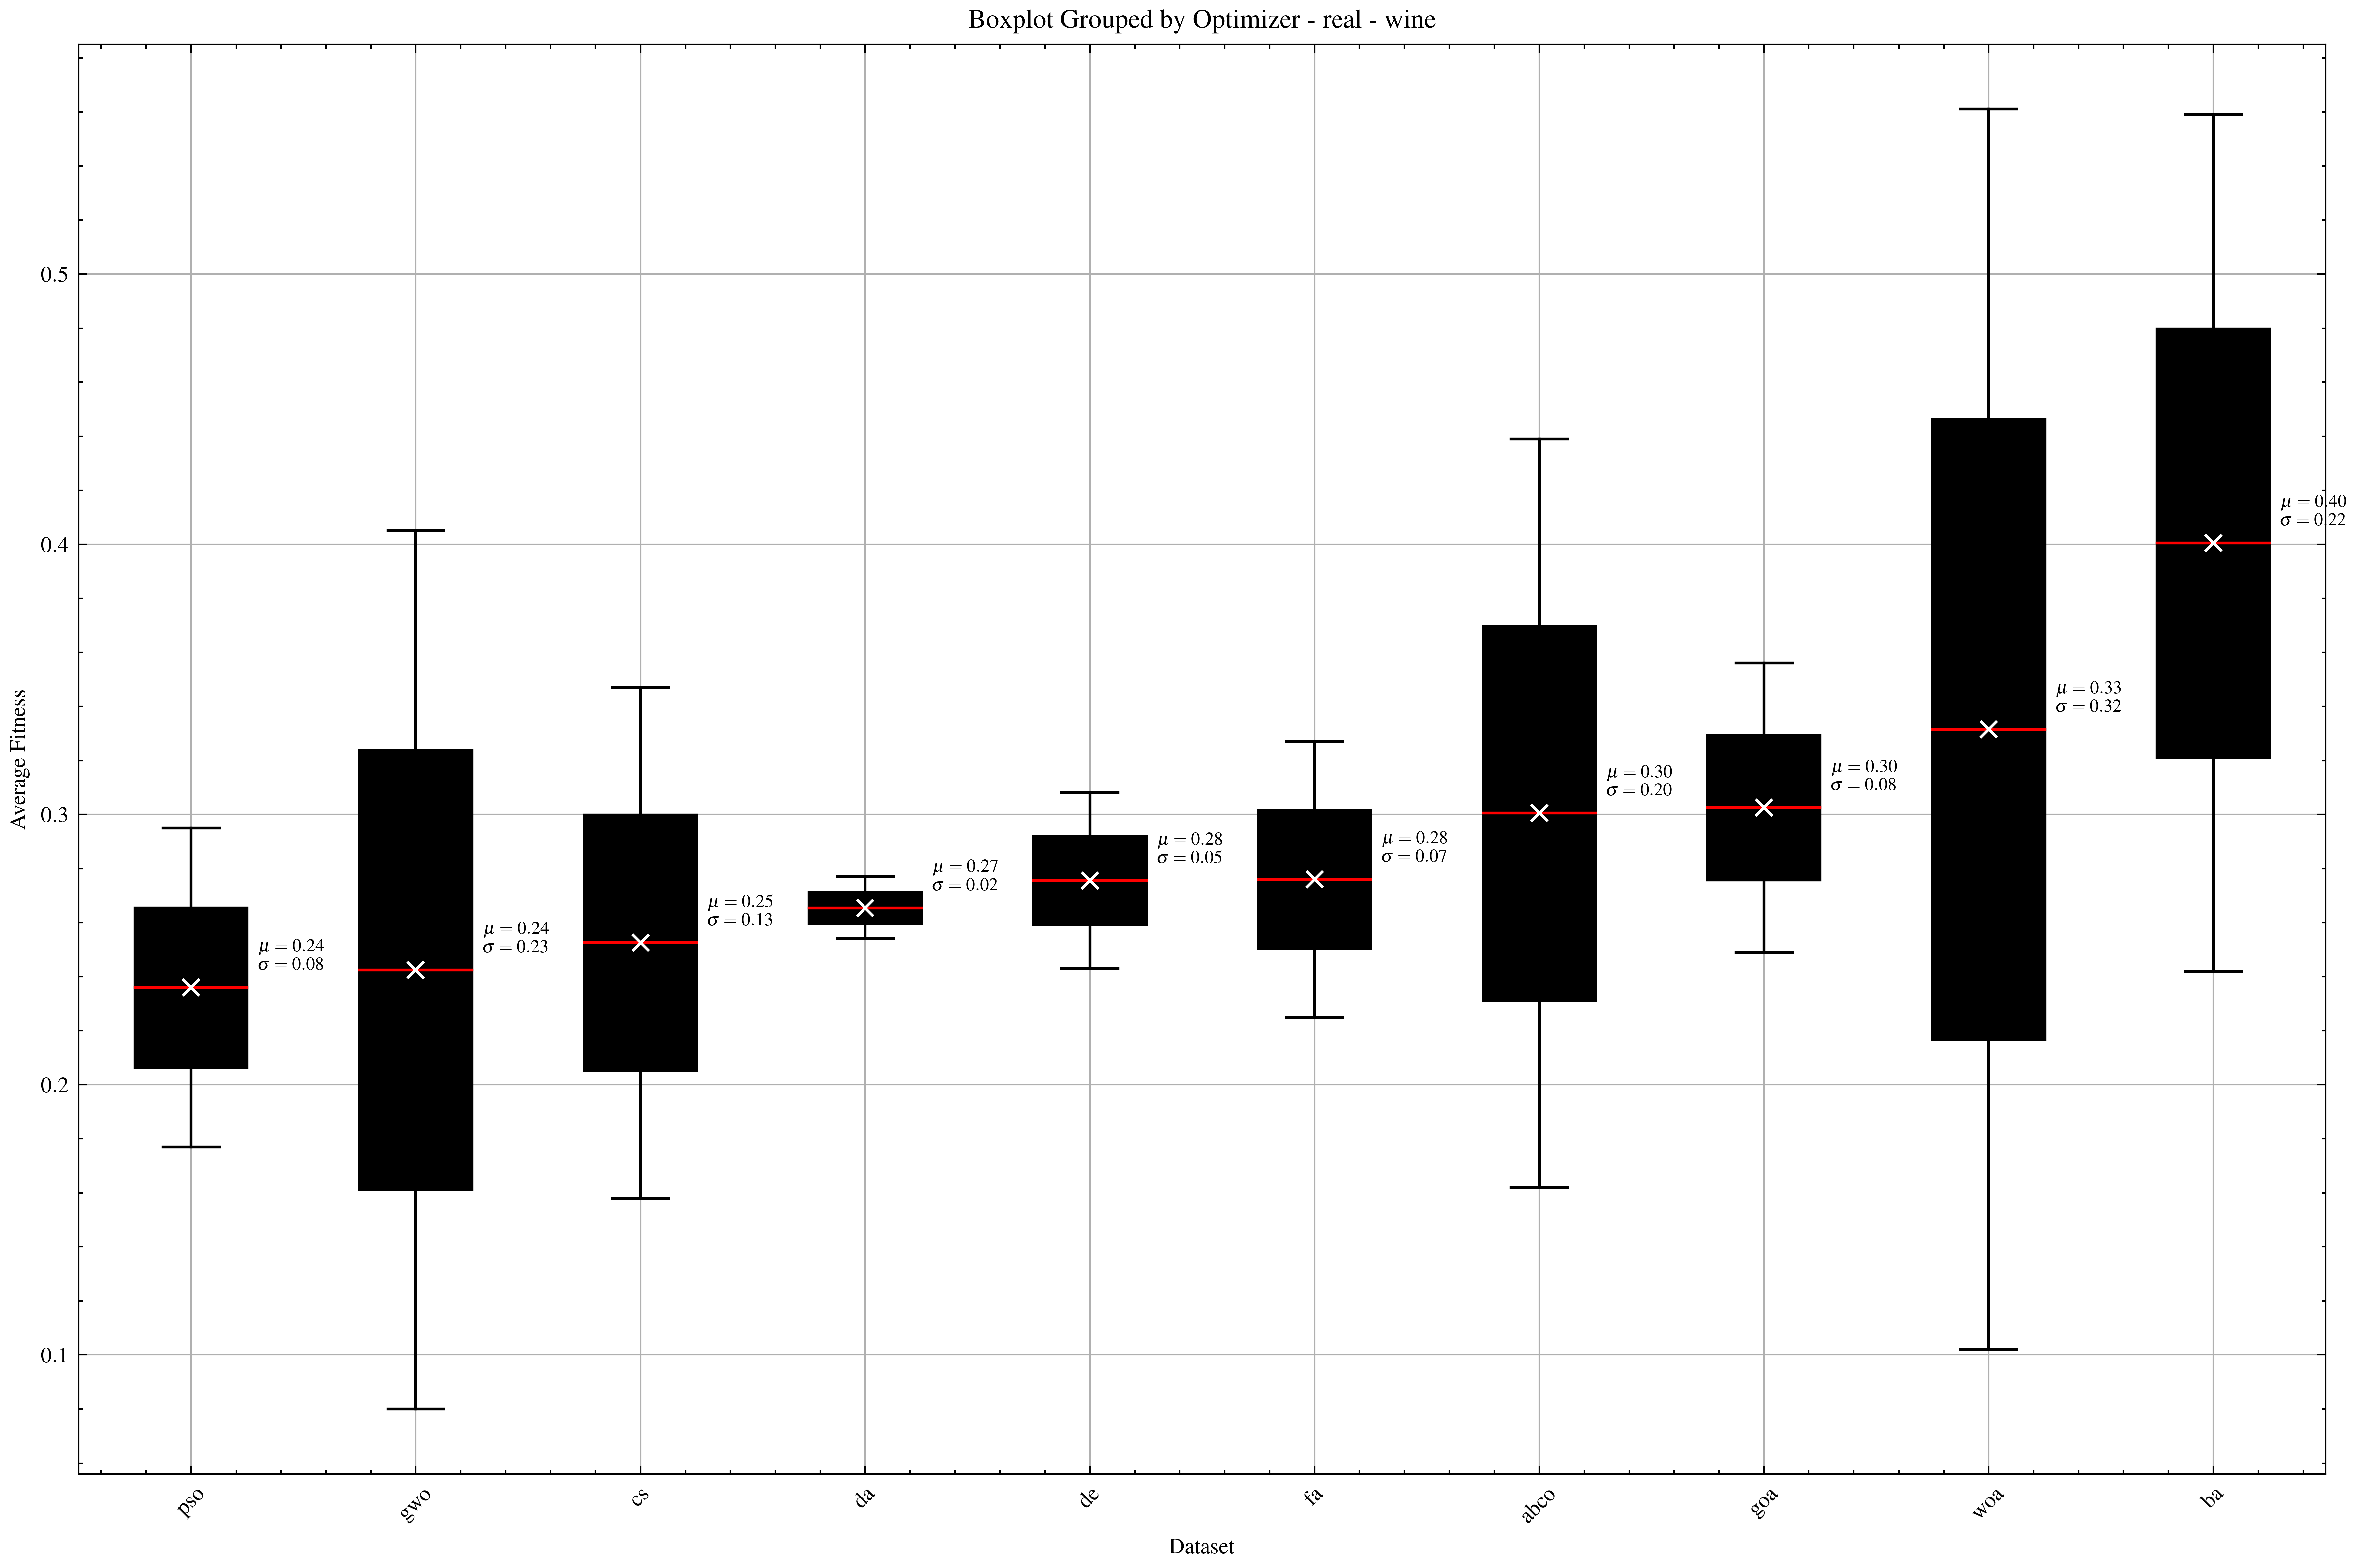 Boxplot Grouped by Optimizer - real - wine
Average Fitness
0.5
0.4
0.3
0.2
0.1
μ = 0.24
σ = 0.08
μ = 0.24
σ = 0.23
μ = 0.25
σ = 0.13
μ = 0.27
σ = 0.02
μ = 0.28
σ = 0.05
μ = 0.28
σ = 0.07
μ = 0.30
σ = 0.20
μ = 0.30
σ = 0.08
μ = 0.33
σ = 0.32
μ = 0.40
σ = 0.22
pso
gwo
cs
da
de
fa
abco
goa
woa
ba
Dataset